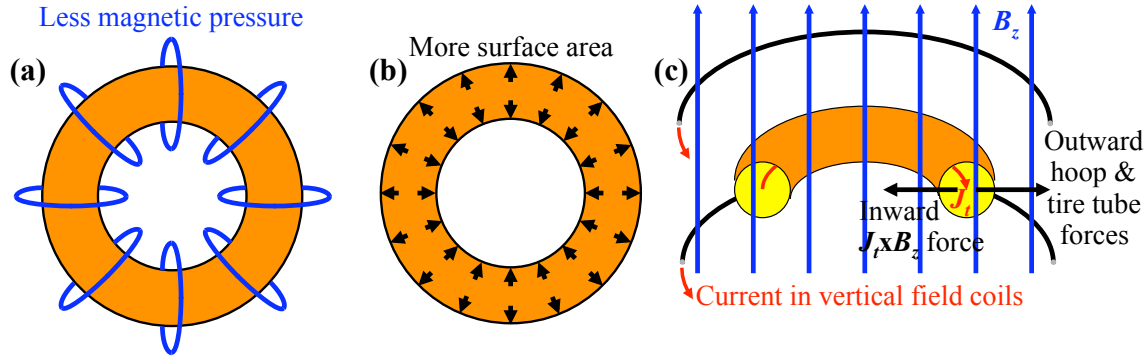 Less magnetic pressure
(a)
(b)
More surface area
(c)
B_z
Outward
hoop &
tire tube
forces
J_t
Inward
J_txB_z force
Current in vertical field coils